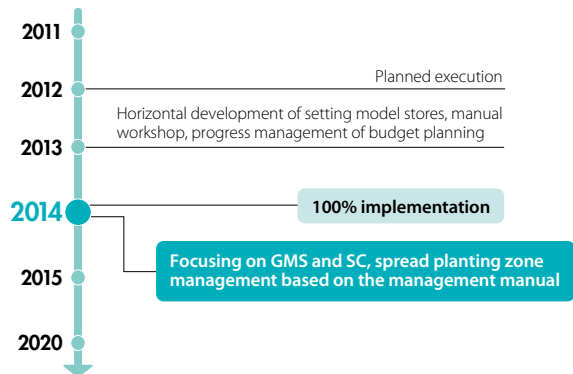 2011
Planned execution
2012
Horizontal development of setting model stores, manual
workshop, progress management of budget planning
2013
2014
100% implementation
Focusing on GMS and SC, spread planting zone
management based on the management manual
2015
2020